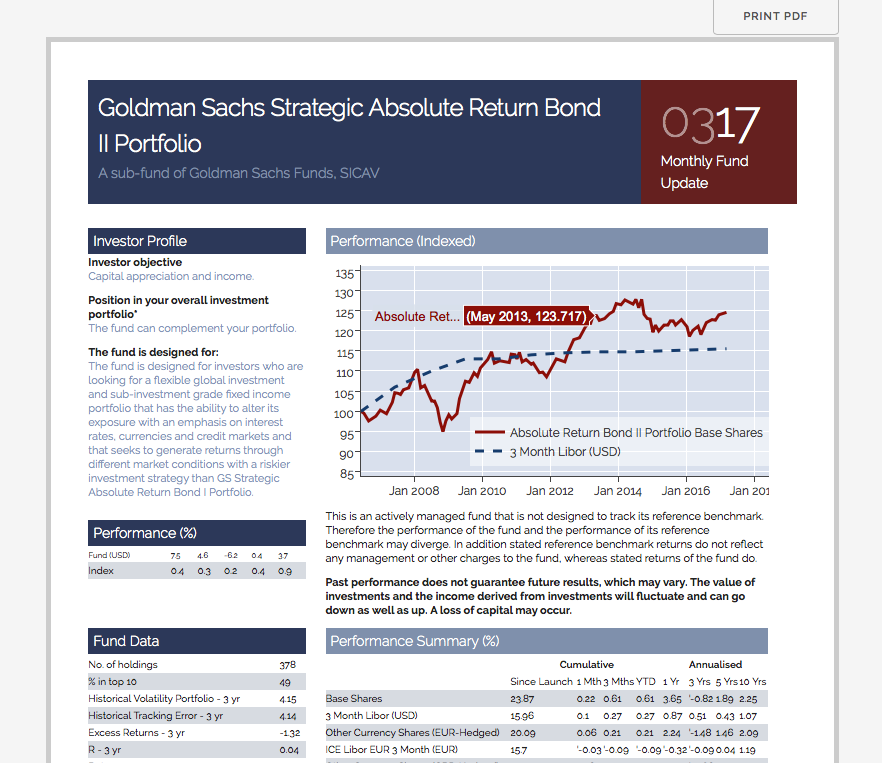 PRINT PDF
Goldman Sachs Strategic Absolute Return Bond
II Portfolio
A sub-fund of Goldman Sachs Funds, SICAV
0317
Monthly Fund
Update
Investor Profile
Investor objective
Capital appreciation and income.
Position in your overall investment
portfolio*
The fund can complement your portfolio.
The fund is designed for:
The fund is designed for investors who are
looking for a flexible global investment
and sub-investment grade fixed income
portfolio that has the ability to alter its
exposure with an emphasis on interest
rates, currencies and credit markets and
that seeks to generate returns through
different market conditions with a riskier
investment strategy than GS Strategic
Absolute Return Bond I Portfolio.
Performance (%)
Fund (USD) 7.5 4.6 -6.2 0.4 3.7
Index 0.4 0.3 0.2 0.4 0.9
Fund Data
No. of holdings 378
% in top 10 49
Historical Volatility Portfolio - 3 yr 4.15
Historical Tracking Error - 3 yr 4.14
Excess Returns - 3 yr -1.32
R - 3 yr 0.04
Performance (Indexed)
135
130
125
120
115
110
105
100
95
90
85
Absolute Ret... (May 2013, 123.717)
Absolute Return Bond II Portfolio Base Shares
3 Month Libor (USD)
Jan 2008 Jan 2010 Jan 2012 Jan 2014 Jan 2016 Jan 201
This is an actively managed fund that is not designed to track its reference benchmark.
Therefore the performance of the fund and the performance of its reference
benchmark may diverge. In addition stated reference benchmark returns do not reflect
any management or other charges to the fund, whereas stated returns of the fund do.
Past performance does not guarantee future results, which may vary. The value of
investments and the income derived from investments will fluctuate and can go
down as well as up. A loss of capital may occur.
Performance Summary (%)
Cumulative Annualised
Since Launch 1 Mth 3 Mths YTD 1 Yr 3 Yrs 5 Yrs 10 Yrs
Base Shares 23.87 0.22 0.61 0.61 3.65 '-0.82 1.89 2.25
3 Month Libor (USD) 15.96 0.1 0.27 0.27 0.87 0.51 0.43 1.07
Other Currency Shares (EUR-Hedged) 20.09 0.06 0.21 0.21 2.24 '-1.48 1.46 2.09
ICE Libor EUR 3 Month (EUR) 15.7 '-0.03 '-0.09 '-0.09 '-0.32 '-0.09 0.04 1.19